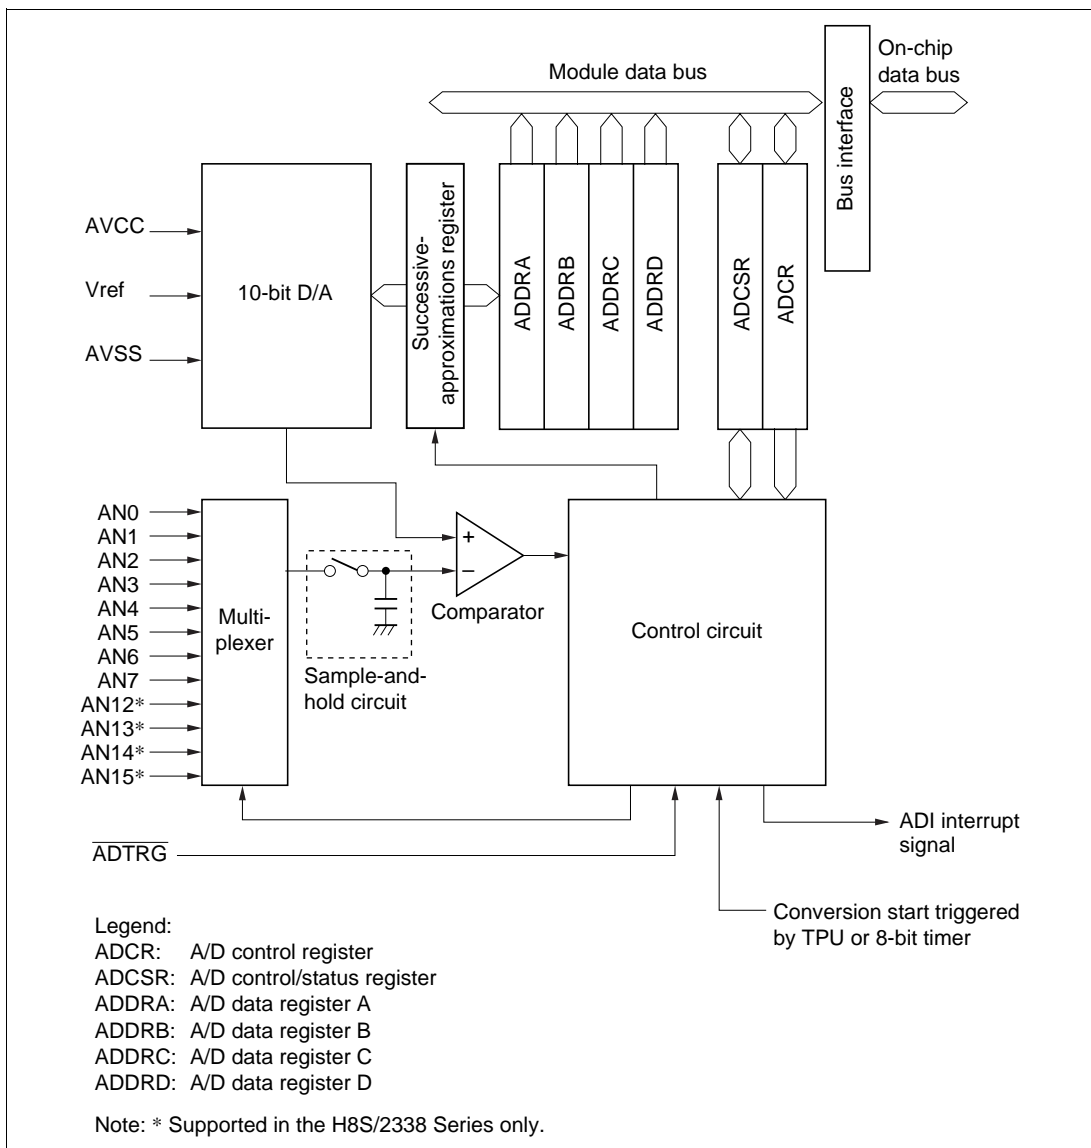 Module data bus
On-chip
data bus
Bus interface
AVCC
Vref
AVSS
10-bit D/A
Successive-
approximations register
ADDRA
ADDRB
ADDRC
ADDRD
ADCSR
ADCR
AN0
AN1
AN2
AN3
AN4
AN5
AN6
AN7
AN12*
AN13*
AN14*
AN15*
Multi-
plexer
+
−
Comparator
Sample-and-
hold circuit
Control circuit
ADTRG
ADI interrupt
signal
Conversion start triggered
by TPU or 8-bit timer
Legend:
ADCR: A/D control register
ADCSR: A/D control/status register
ADDRA: A/D data register A
ADDRB: A/D data register B
ADDRC: A/D data register C
ADDRD: A/D data register D
Note: * Supported in the H8S/2338 Series only.